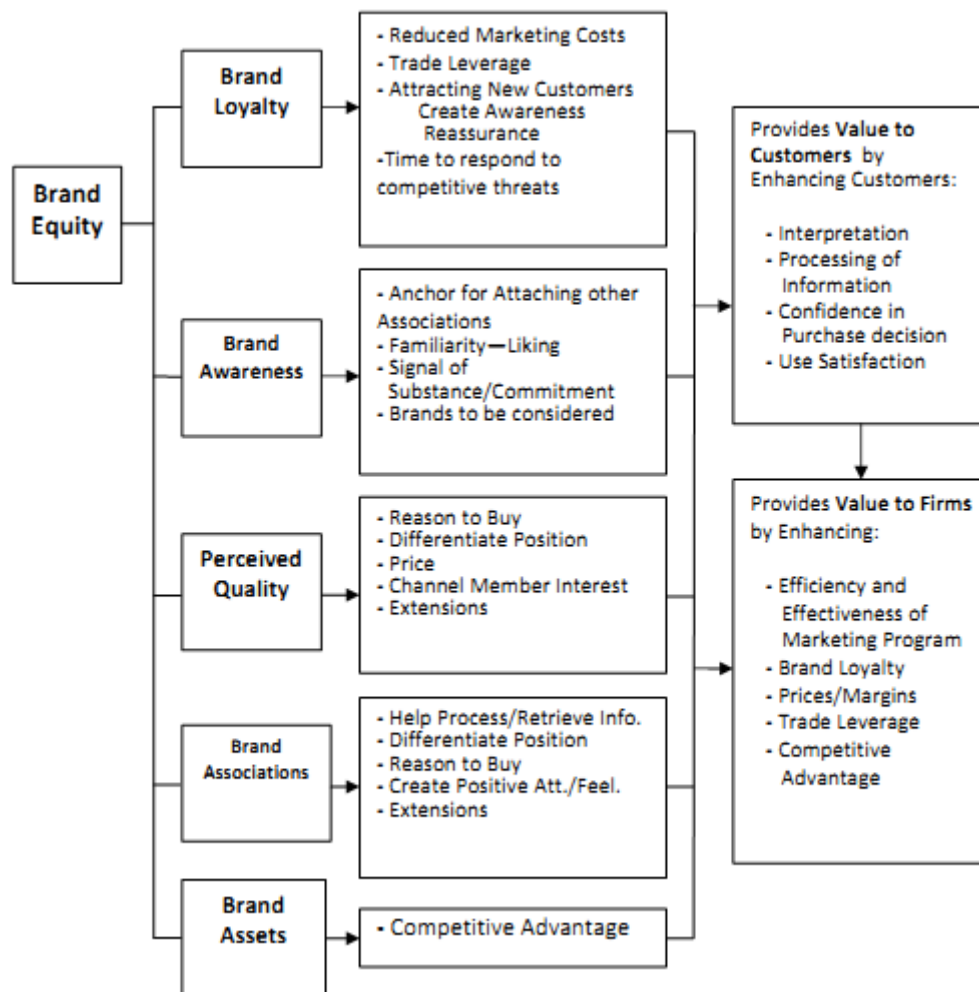 Brand
Equity
Brand
Loyalty
- Reduced Marketing Costs
- Trade Leverage
- Attracting New Customers
Create Awareness
Reassurance
-Time to respond to
competitive threats
Brand
Awareness
- Anchor for Attaching other
Associations
- Familiarity—Liking
- Signal of
Substance/Commitment
- Brands to be considered
Perceived
Quality
- Reason to Buy
- Differentiate Position
- Price
- Channel Member Interest
- Extensions
Brand
Associations
- Help Process/Retrieve Info.
- Differentiate Position
- Reason to Buy
- Create Positive Att./Feel.
- Extensions
Brand
Assets
- Competitive Advantage
Provides Value to
Customers by
Enhancing Customers:
- Interpretation
- Processing of
Information
- Confidence in
Purchase decision
- Use Satisfaction
Provides Value to Firms
by Enhancing:
- Efficiency and
Effectiveness of
Marketing Program
- Brand Loyalty
- Prices/Margins
- Trade Leverage
- Competitive
Advantage